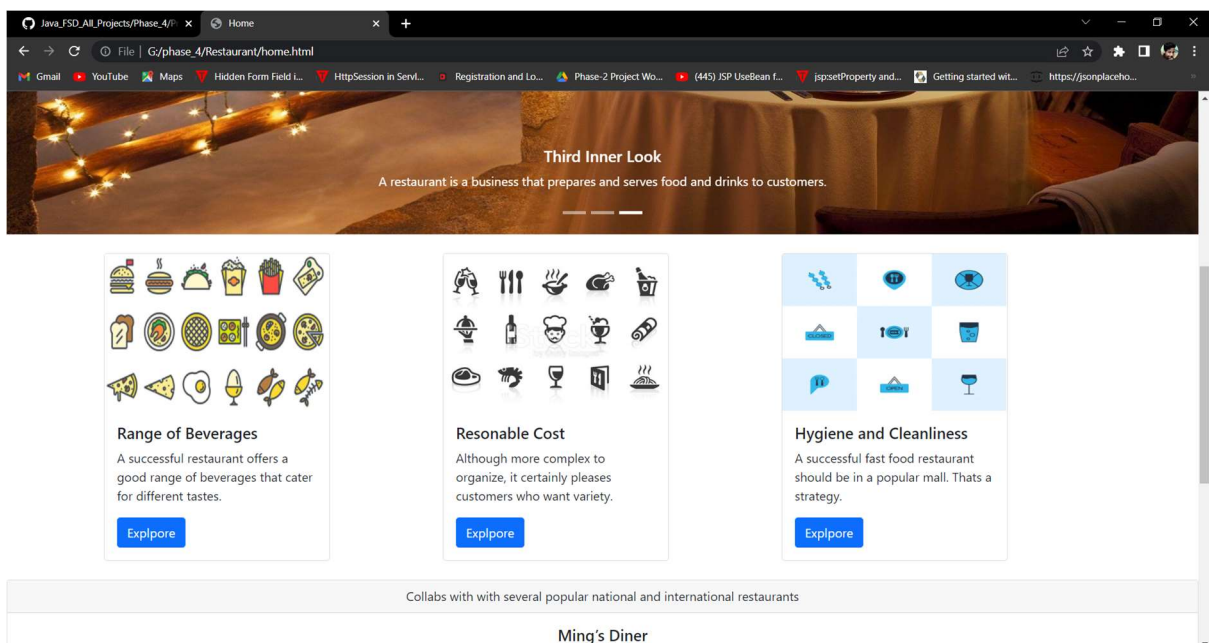 Java_FSD_All_Projects/Phase_4/P
Home
File | G:/phase_4/Restaurant/home.html
Gmail YouTube Maps Hidden Form Field i... HttpSession in Servl... Registration and Lo... Phase-2 Project Wo... (445) JSP UseBean f... jsp:setProperty and... Getting started wit... https://jsonplaceho...
Third Inner Look
A restaurant is a business that prepares and serves food and drinks to customers.
CLOSED
OPEN
Range of Beverages
A successful restaurant offers a
good range of beverages that cater
for different tastes.
Explpore
Resonable Cost
Although more complex to
organize, it certainly pleases
customers who want variety.
Explpore
Hygiene and Cleanliness
A successful fast food restaurant
should be in a popular mall. Thats a
strategy.
Explpore
Collabs with with several popular national and international restaurants
Ming's Diner